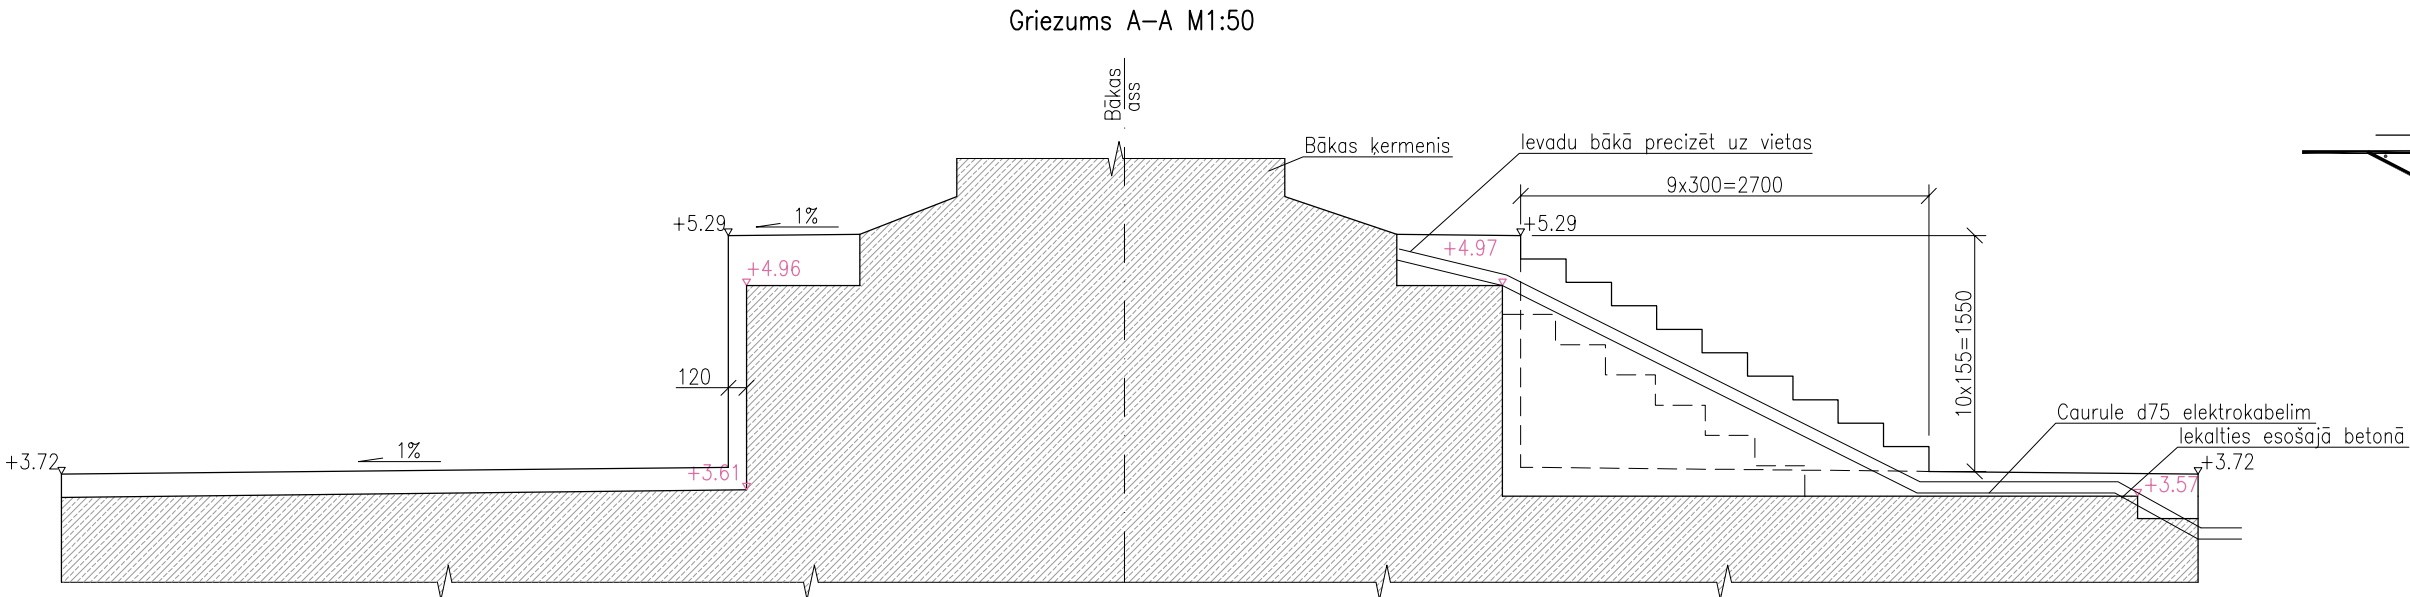 Griezums A-A M1:50
Bākas
ass
Bākas ķermenis
Ievadu bākā precizēt uz vietas
9x300=2700
+5.29
1%
+5.29
+4.97
+4.96
10x155=1550
120
Caurule d75 elektrokabelim
Iekalties esošajā betonā
1%
+3.72
+3.61
+3.72
+3.57